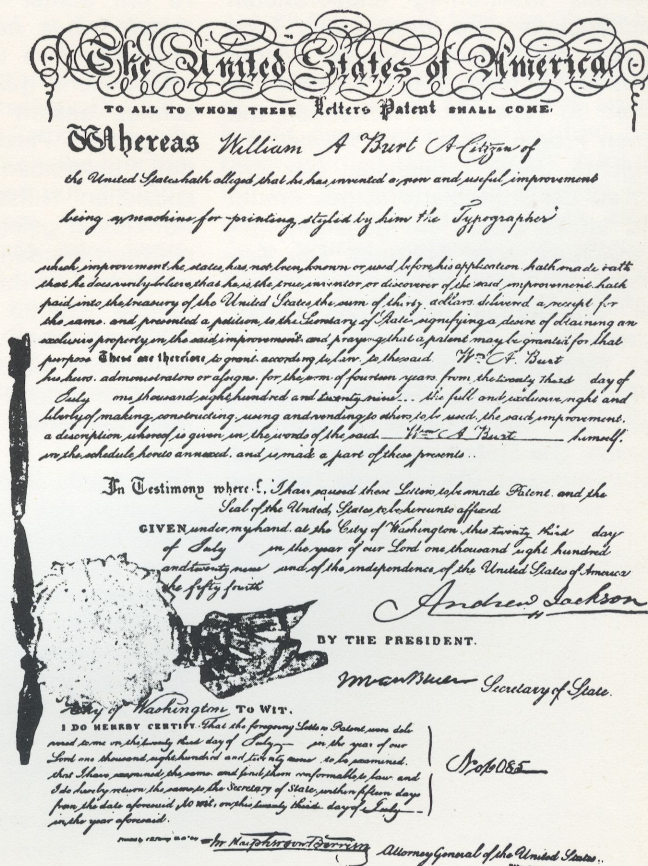 The United States of America
TO ALL TO WHOM THESE Letters Patent SHALL COME:
Whereas William A Burt A Citizen of
the United States hath alleged that he has invented a new and useful improvement
being a machine for printing, styled by him the Typographer
which improvement he states, has not been known or used before his application hath made oath
that he does verily believe that he is the true inventor or discoverer of the said improvement hath
paid into the treasury of the United States the sum of thirty dollars. delivered a receipt for
the same. and presented a petition to the Secretary of State signifying a desire of obtaining an
exclusive property in the said improvement and praying that a patent may be granted for that
purpose These are therefore to grant. according to law. to the said Wm A. Burt
his heirs. administrators or assigns. for the term of fourteen years. from the twenty third day of
July one thousand eight hundred and twenty nine... the full and exclusive right and
liberty of making, constructing, using and vending to others to be used, the said improvement.
a description whereof is given in the words of the said Wm A Burt himself.
in the schedule hereto annexed. and is made a part of these presents..
In Testimony I have caused these Letters to be made Patent. and the
Seal of the United States, to be hereunto affixed
GIVEN under my hand. at the City of Washington this twenty third day
of July in the year of our Lord one thousand eight hundred
and twenty nine and of the independence of the United States of America
the fifty fourth
Andrew Jackson
BY THE PRESIDENT.
M Van Buren Secretary of State.
City of Washington TO WIT.
I DO HEREBY CERTIFY. That the foregoing Letters Patent, were deli
vered to me on the twenty third day of July in the year of our
Lord one thousand eight hundred and twenty nine to be examined.
that I have examined the same. and find them conformable to law. and
I do hereby return the same, to the Secretary of State, within fifteen days
from the date aforesaid, to wit, on this twenty third day of July
in the year aforesaid.
Attorney General of the United States.